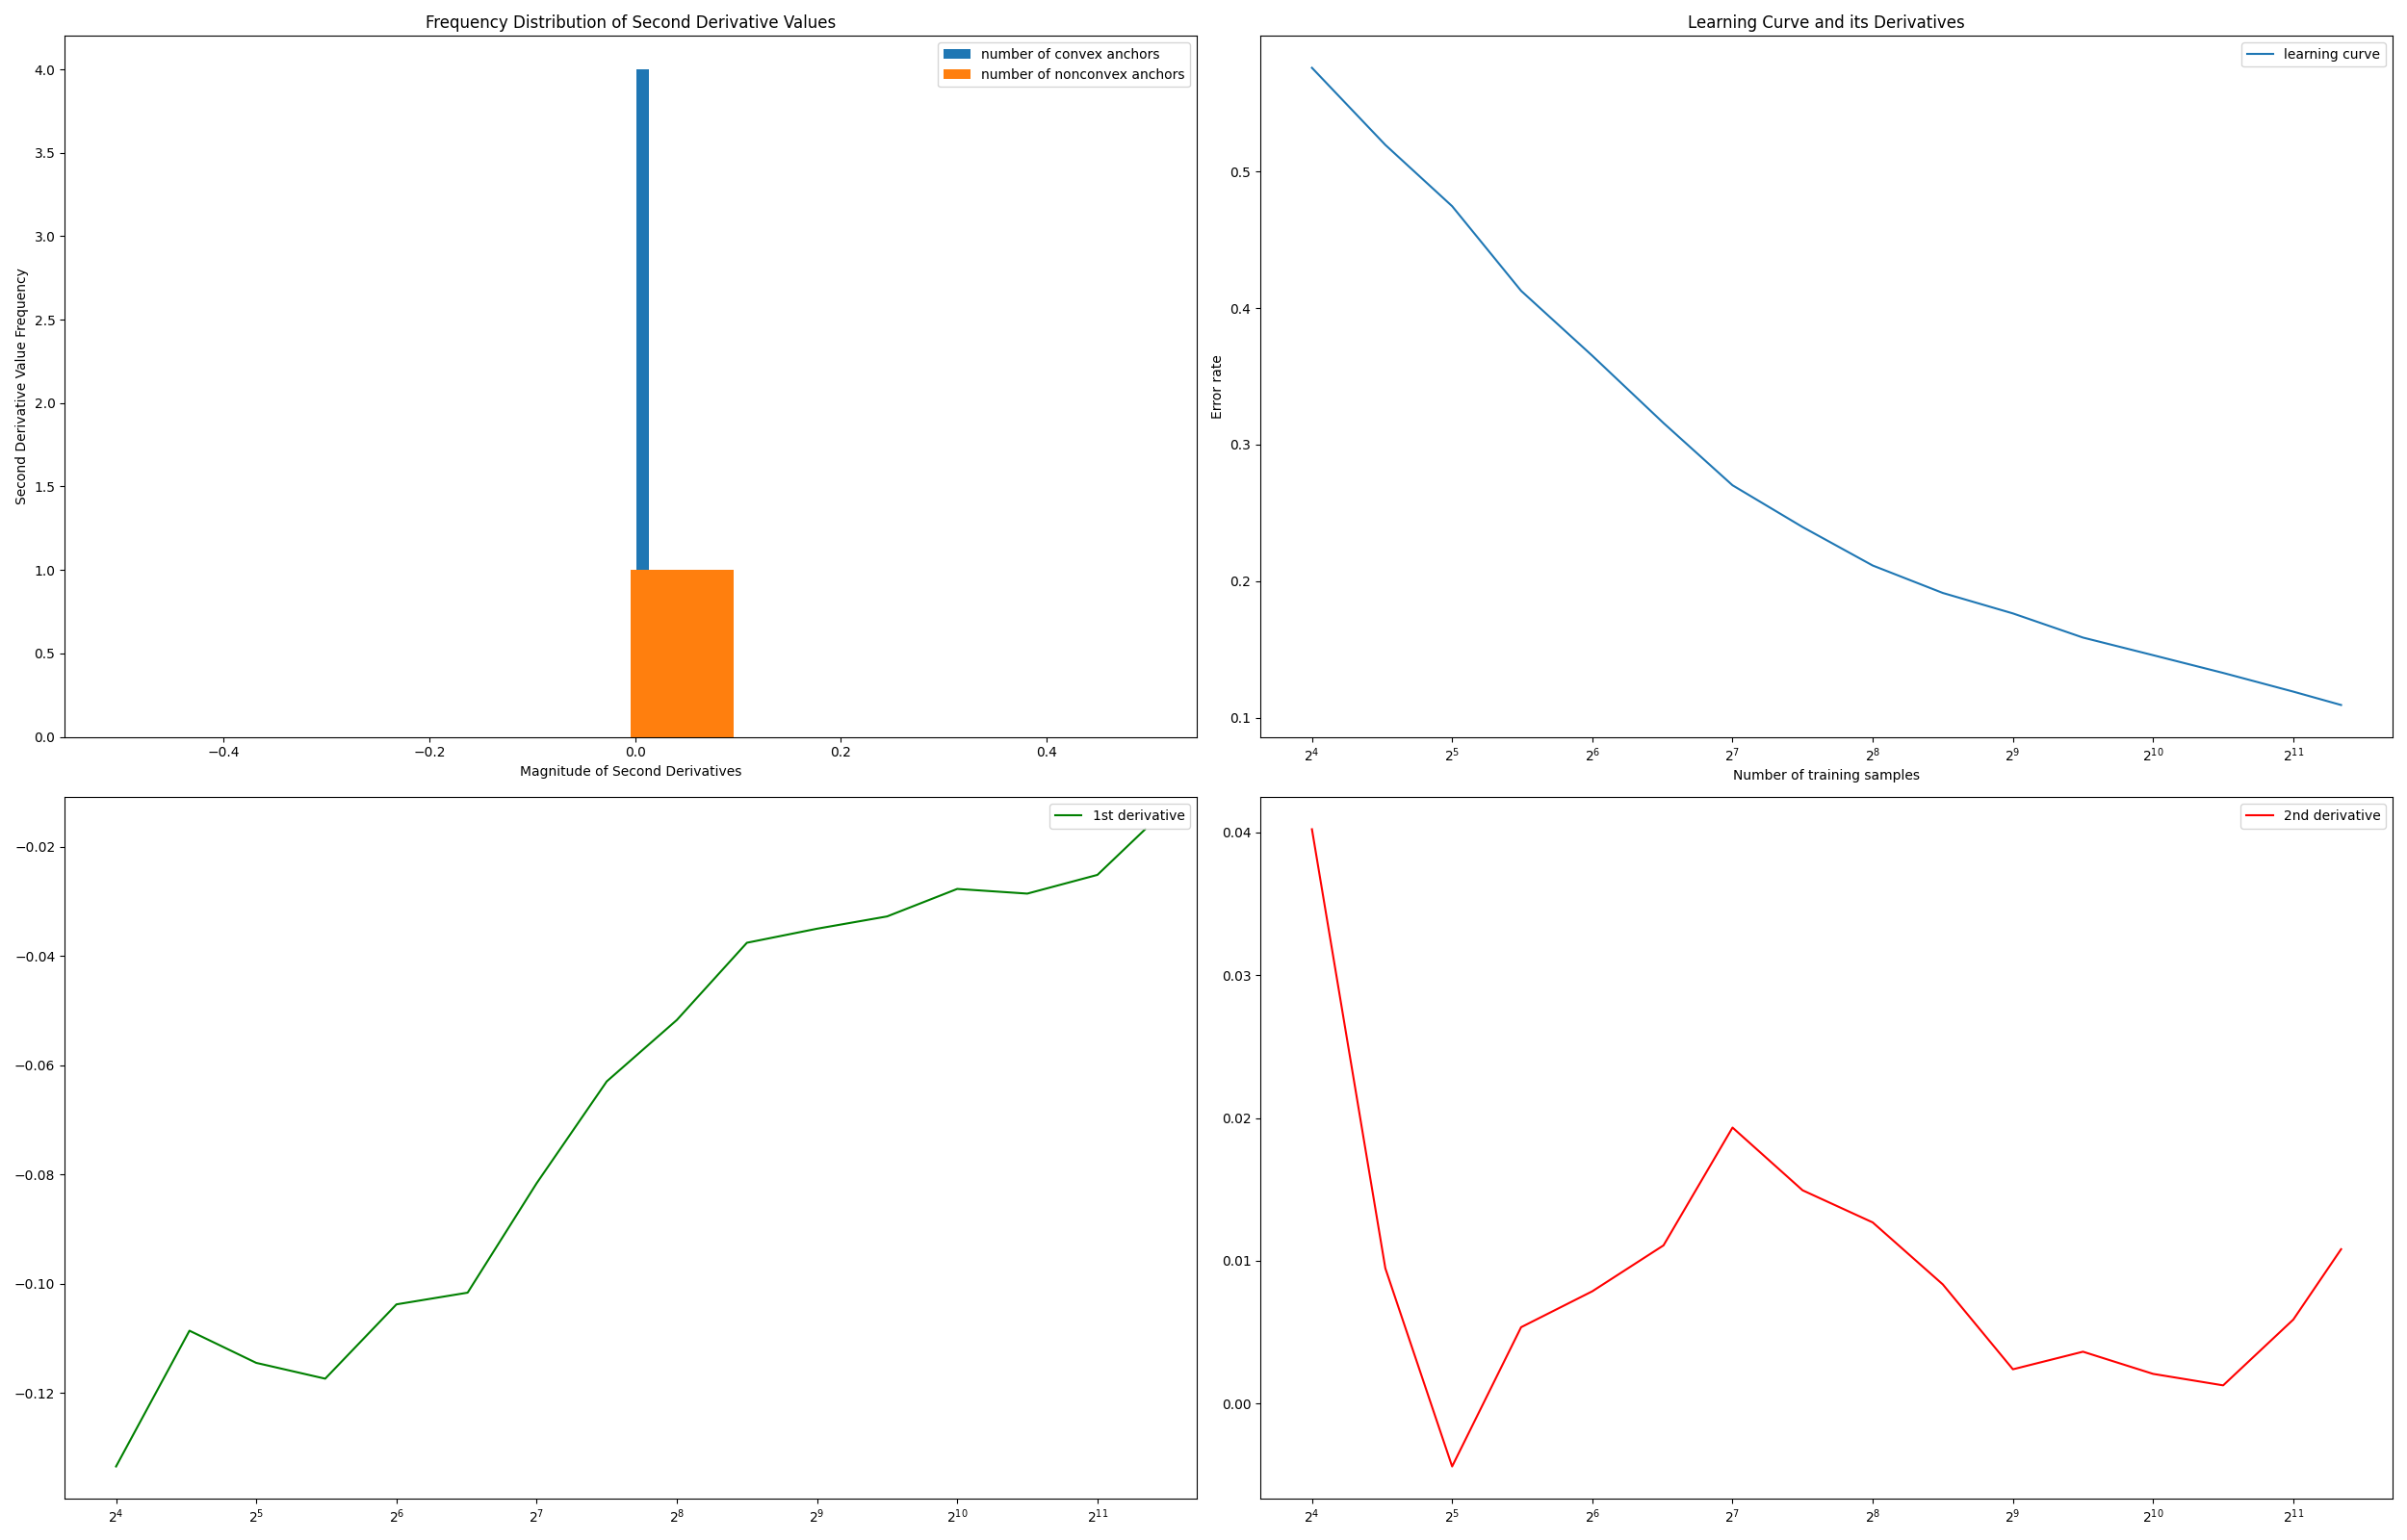 Frequency Distribution of Second Derivative Values
number of convex anchors
number of nonconvex anchors
4.0
3.5
3.0
2.5
2.0
1.5
1.0
0.5
0.0
Second Derivative Value Frequency
−0.4 −0.2 0.0 0.2 0.4
Magnitude of Second Derivatives
Learning Curve and its Derivatives
learning curve
0.5
0.4
0.3
0.2
0.1
Error rate
2⁴ 2⁵ 2⁶ 2⁷ 2⁸ 2⁹ 2¹⁰ 2¹¹
Number of training samples
1st derivative
−0.02
−0.04
−0.06
−0.08
−0.10
−0.12
2⁴ 2⁵ 2⁶ 2⁷ 2⁸ 2⁹ 2¹⁰ 2¹¹
2nd derivative
0.04
0.03
0.02
0.01
0.00
2⁴ 2⁵ 2⁶ 2⁷ 2⁸ 2⁹ 2¹⁰ 2¹¹